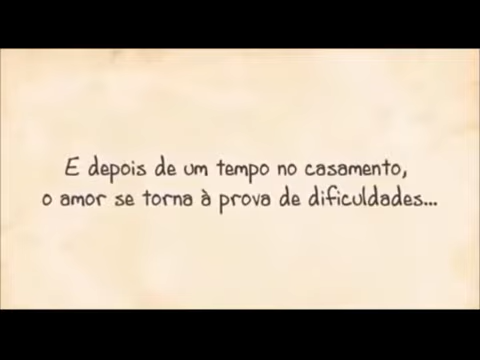 E depois de um tempo no casamento,
o amor se torna à prova de dificuldades...